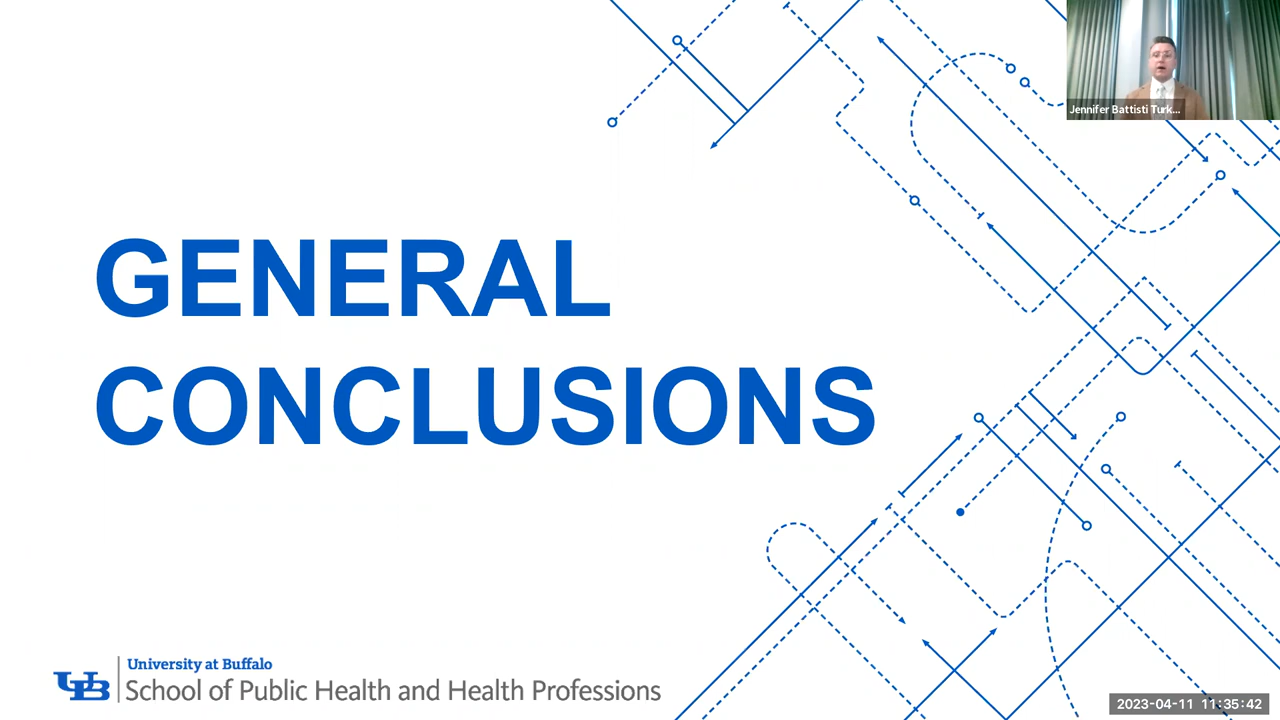 Jennifer Battisti Turk...
GENERAL
CONCLUSIONS
UB
University at Buffalo
School of Public Health and Health Professions
2023-04-11 11:35:42